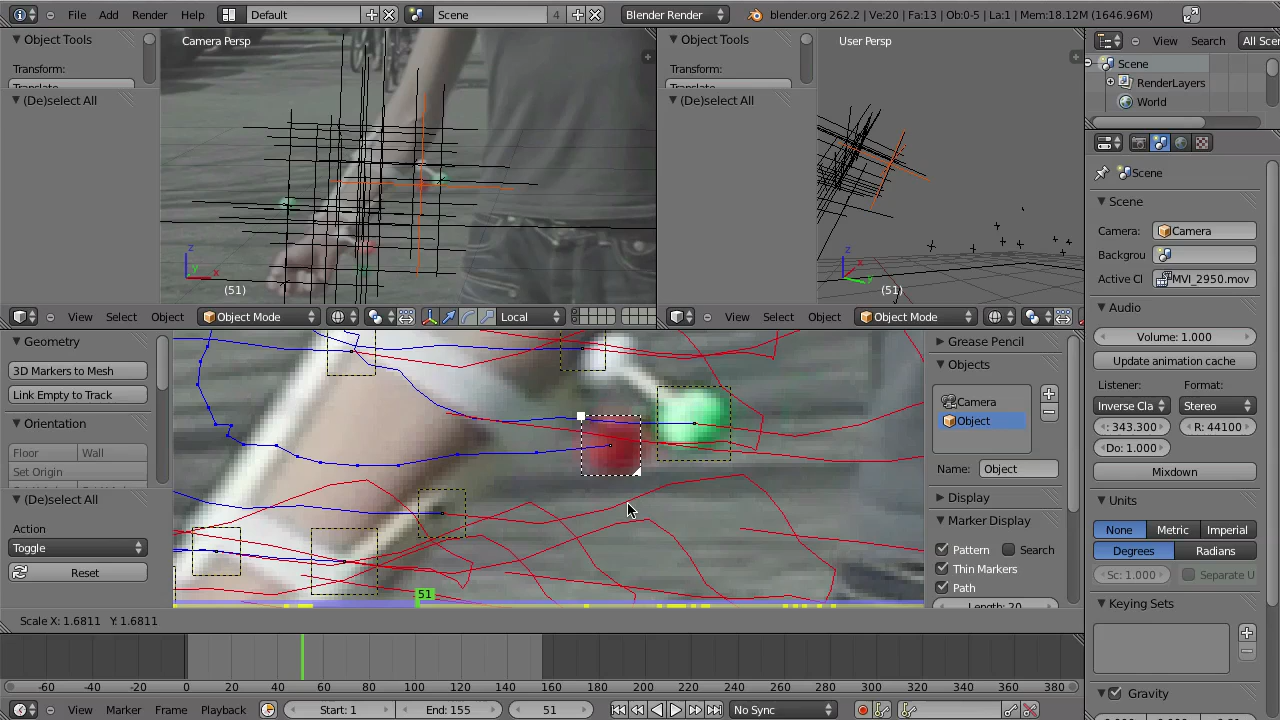 File Add Render Help Default Scene 4 Blender Render blender.org 262.2 | Ve:20 | Fa:13 | Ob:0-5 | La:1 | Mem:18.12M (1646.96M)
Object Tools
Transform:
Translate
(De)select All
Camera Persp
(51)
View Select Object Object Mode Local
Object Tools
(De)select All
Transform:
User Persp
(51)
View Select Object Object Mode
View Search All Scen
Scene
RenderLayers
World
Geometry
3D Markers to Mesh
Link Empty to Track
Orientation
Floor Wall
Set Origin
(De)select All
Action
Toggle
Reset
51
Grease Pencil
Objects
Camera
Object
Name: Object
Display
Marker Display
Pattern Search
Thin Markers
Path
Length: 20
Scale X: 1.6811 Y: 1.6811
-60 -40 -20 0 20 40 60 80 100 120 140 160 180 200 220 240 260 280 300 320 340 360 380
View Marker Frame Playback Start: 1 End: 155 51 No Sync
Scene
Scene
Camera: Camera
Backgrou
Active Cl MVI_2950.mov
Audio
Volume: 1.000
Update animation cache
Listener: Format:
Inverse Cla Stereo
: 343.300 R: 44100
Do: 1.000
Mixdown
Units
None Metric Imperial
Degrees Radians
Sc: 1.000 Separate U
Keying Sets
Gravity